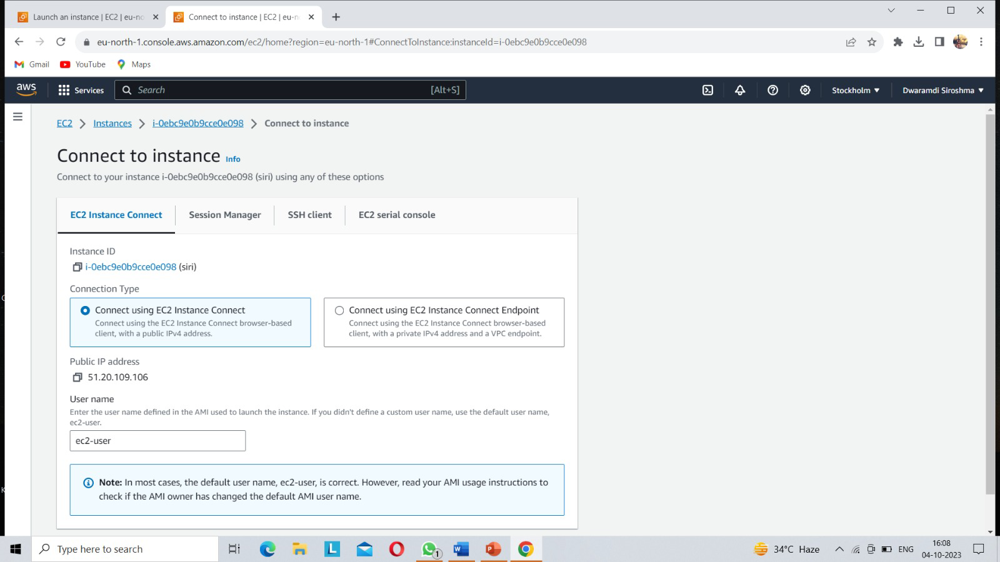 Launch an instance | EC2 | eu-no
Connect to instance | EC2 | eu-n
eu-north-1.console.aws.amazon.com/ec2/home?region=eu-north-1#ConnectToInstance:instanceId=i-0ebc9e0b9cce0e098
Gmail YouTube Maps
aws Services Search [Alt+S] Stockholm Dwaramdi Siroshma
EC2 Instances i-0ebc9e0b9cce0e098 Connect to instance
Connect to instance Info
Connect to your instance i-0ebc9e0b9cce0e098 (siri) using any of these options
EC2 Instance Connect Session Manager SSH client EC2 serial console
Instance ID
i-0ebc9e0b9cce0e098 (siri)
Connection Type
Connect using EC2 Instance Connect
Connect using the EC2 Instance Connect browser-based
client, with a public IPv4 address.
Connect using EC2 Instance Connect Endpoint
Connect using the EC2 Instance Connect browser-based
client, with a private IPv4 address and a VPC endpoint.
Public IP address
51.20.109.106
User name
Enter the user name defined in the AMI used to launch the instance. If you didn't define a custom user name, use the default user name,
ec2-user.
ec2-user
Note: In most cases, the default user name, ec2-user, is correct. However, read your AMI usage instructions to
check if the AMI owner has changed the default AMI user name.
Type here to search
L
1
W
P
34°C Haze
ENG
16:08
04-10-2023